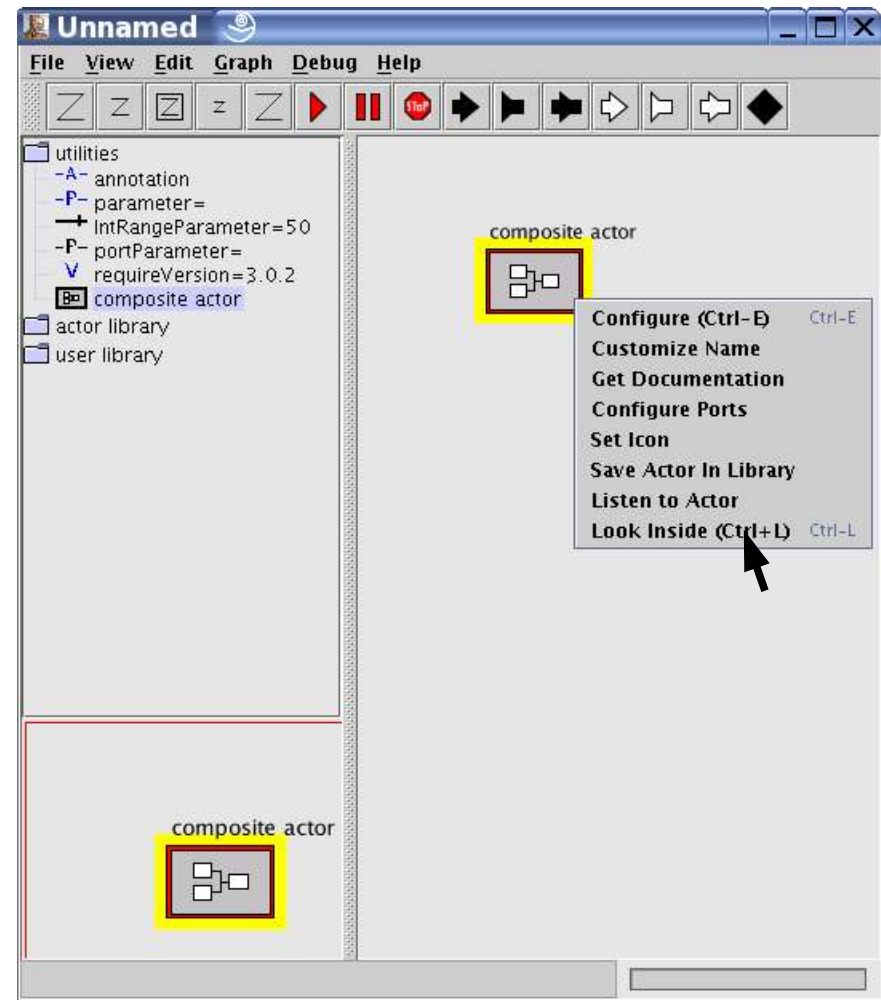 Unnamed
File View Edit Graph Debug Help
Z Z Z Z Z STOP
utilities
-A- annotation
-P- parameter=
IntRangeParameter=50
-P- portParameter=
V requireVersion=3.0.2
composite actor
actor library
user library
composite actor
Configure (Ctrl-E) Ctrl-E
Customize Name
Get Documentation
Configure Ports
Set Icon
Save Actor In Library
Listen to Actor
Look Inside (Ctrl+L) Ctrl-L
composite actor